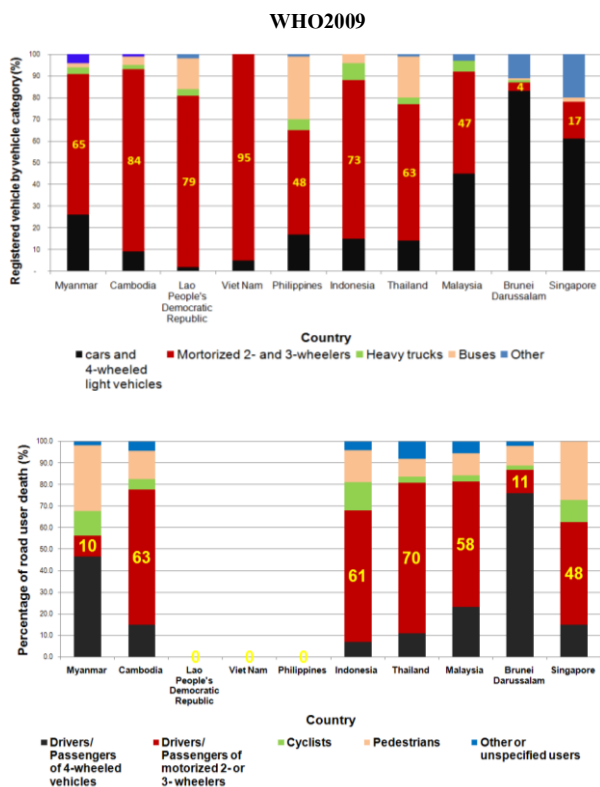 WHO2009
Registered vehicle by vehicle category (%)
100
90
80
70
60
50
40
30
20
10
-
65
84
79
95
48
73
63
47
4
17
Myanmar Cambodia Lao People's Democratic Republic Viet Nam Philippines Indonesia Thailand Malaysia Brunei Darussalam Singapore
Country
cars and 4-wheeled light vehicles
Mortorized 2- and 3-wheelers
Heavy trucks
Buses
Other
Percentage of road user death (%)
100.0
90.0
80.0
70.0
60.0
50.0
40.0
30.0
20.0
10.0
0.0
10
63
0
0
0
61
70
58
11
48
Myanmar Cambodia Lao People's Democratic Republic Viet Nam Philippines Indonesia Thailand Malaysia Brunei Darussalam Singapore
Country
Drivers/ Passengers of 4-wheeled vehicles
Drivers/ Passengers of motorized 2- or 3- wheelers
Cyclists
Pedestrians
Other or unspecified users